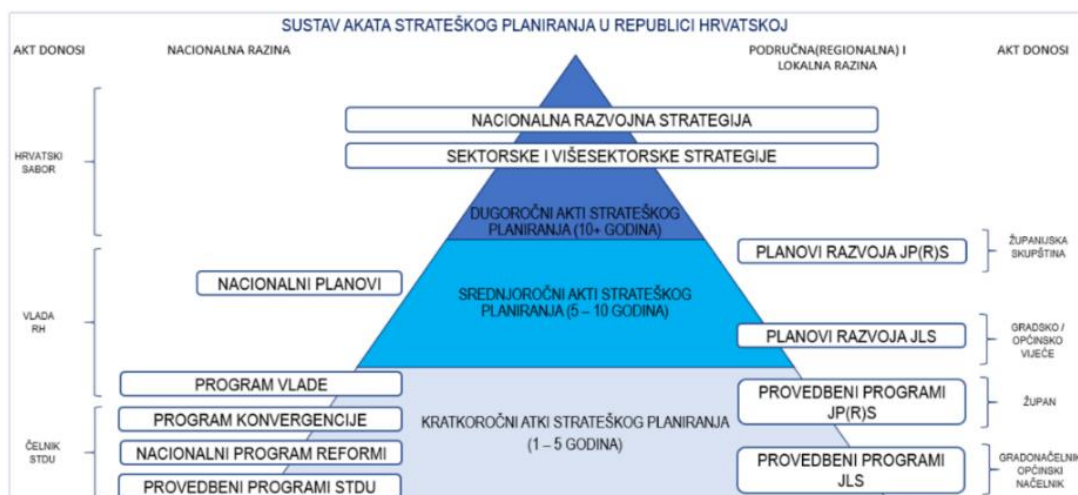 SUSTAV AKATA STRATEŠKOG PLANIRANJA U REPUBLICI HRVATSKOJ
AKT DONOSI
NACIONALNA RAZINA
PODRUČNA(REGIONALNA) I
LOKALNA RAZINA
AKT DONOSI
NACIONALNA RAZVOJNA STRATEGIJA
SEKTORSKE I VIŠESEKTORSKE STRATEGIJE
HRVATSKI
SABOR
DUGOROČNI AKTI STRATEŠKOG
PLANIRANJA (10+ GODINA)
PLANOVI RAZVOJA JP(R)S
ŽUPANIJSKA
SKUPŠTINA
NACIONALNI PLANOVI
SREDNJOROČNI AKTI STRATEŠKOG
PLANIRANJA (5 – 10 GODINA)
VLADA
RH
PLANOVI RAZVOJA JLS
GRADSKO /
OPĆINSKO
VIJEĆE
PROGRAM VLADE
PROVEDBENI PROGRAMI
JP(R)S
ŽUPAN
PROGRAM KONVERGENCIJE
KRATKOROČNI ATKI STRATEŠKOG PLANIRANJA
(1 – 5 GODINA)
ČELNIK
STDU
NACIONALNI PROGRAM REFORMI
PROVEDBENI PROGRAMI
JLS
GRADONAČELNIK
OPĆINSKI
NAČELNIK
PROVEDBENI PROGRAMI STDU